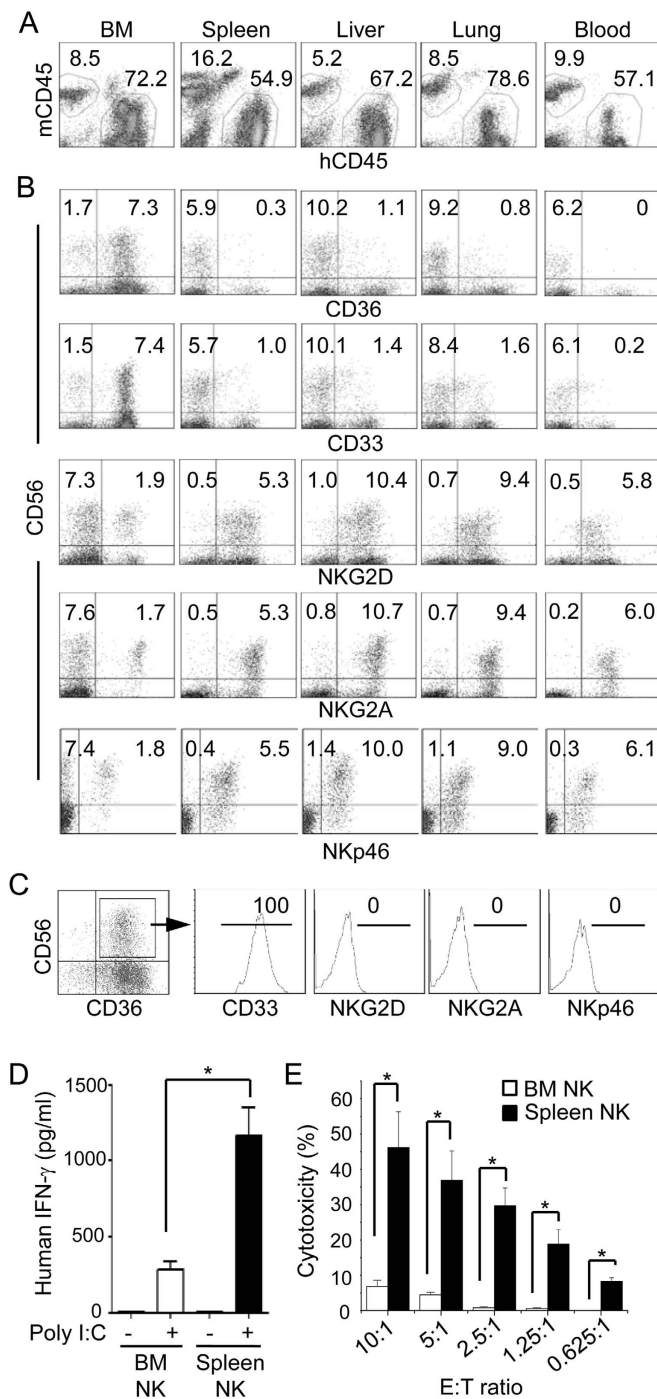 A
BM Spleen Liver Lung Blood
mCD45
8.5 72.2 16.2 54.9 5.2 67.2 8.5 78.6 9.9 57.1
hCD45
B
CD56
1.7 7.3 5.9 0.3 10.2 1.1 9.2 0.8 6.2 0
CD36
1.5 7.4 5.7 1.0 10.1 1.4 8.4 1.6 6.1 0.2
CD33
7.3 1.9 0.5 5.3 1.0 10.4 0.7 9.4 0.5 5.8
NKG2D
7.6 1.7 0.5 5.3 0.8 10.7 0.7 9.4 0.2 6.0
NKG2A
7.4 1.8 0.4 5.5 1.4 10.0 1.1 9.0 0.3 6.1
NKp46
C
CD56
100 0 0 0
CD36 CD33 NKG2D NKG2A NKp46
D
Human IFN-γ (pg/ml)
1500
1000
500
0
*
Poly I:C - + - +
BM NK
Spleen NK
E
BM NK
Spleen NK
Cytotoxicity (%)
60
50
40
30
20
10
0
* * * * *
10:1 5:1 2.5:1 1.25:1 0.625:1
E:T ratio